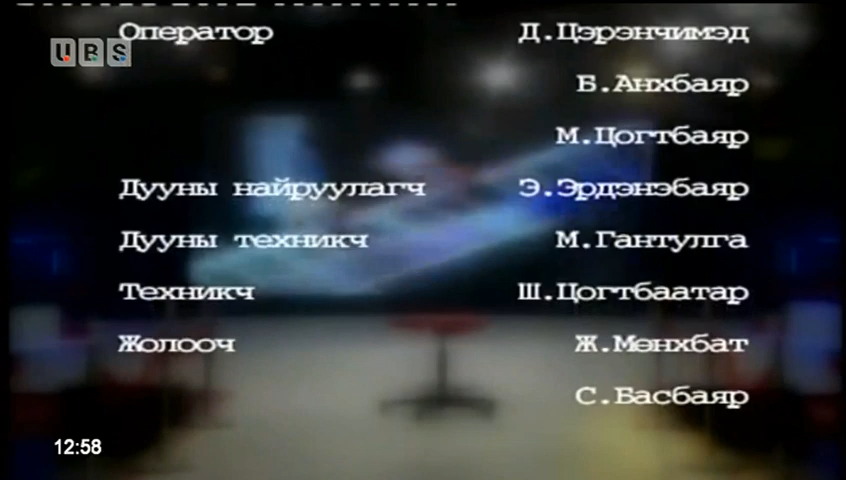 Оператор Д.Цэрэнчимэд
UBS
Б.Анхбаяр
М.Цогтбаяр
Дууны найруулагч Э.Эрдэнэбаяр
Дууны техникч М.Гантулга
Техникч Ш.Цогтбаатар
Жолооч Ж.Мөнхбат
С.Басбаяр
12:58